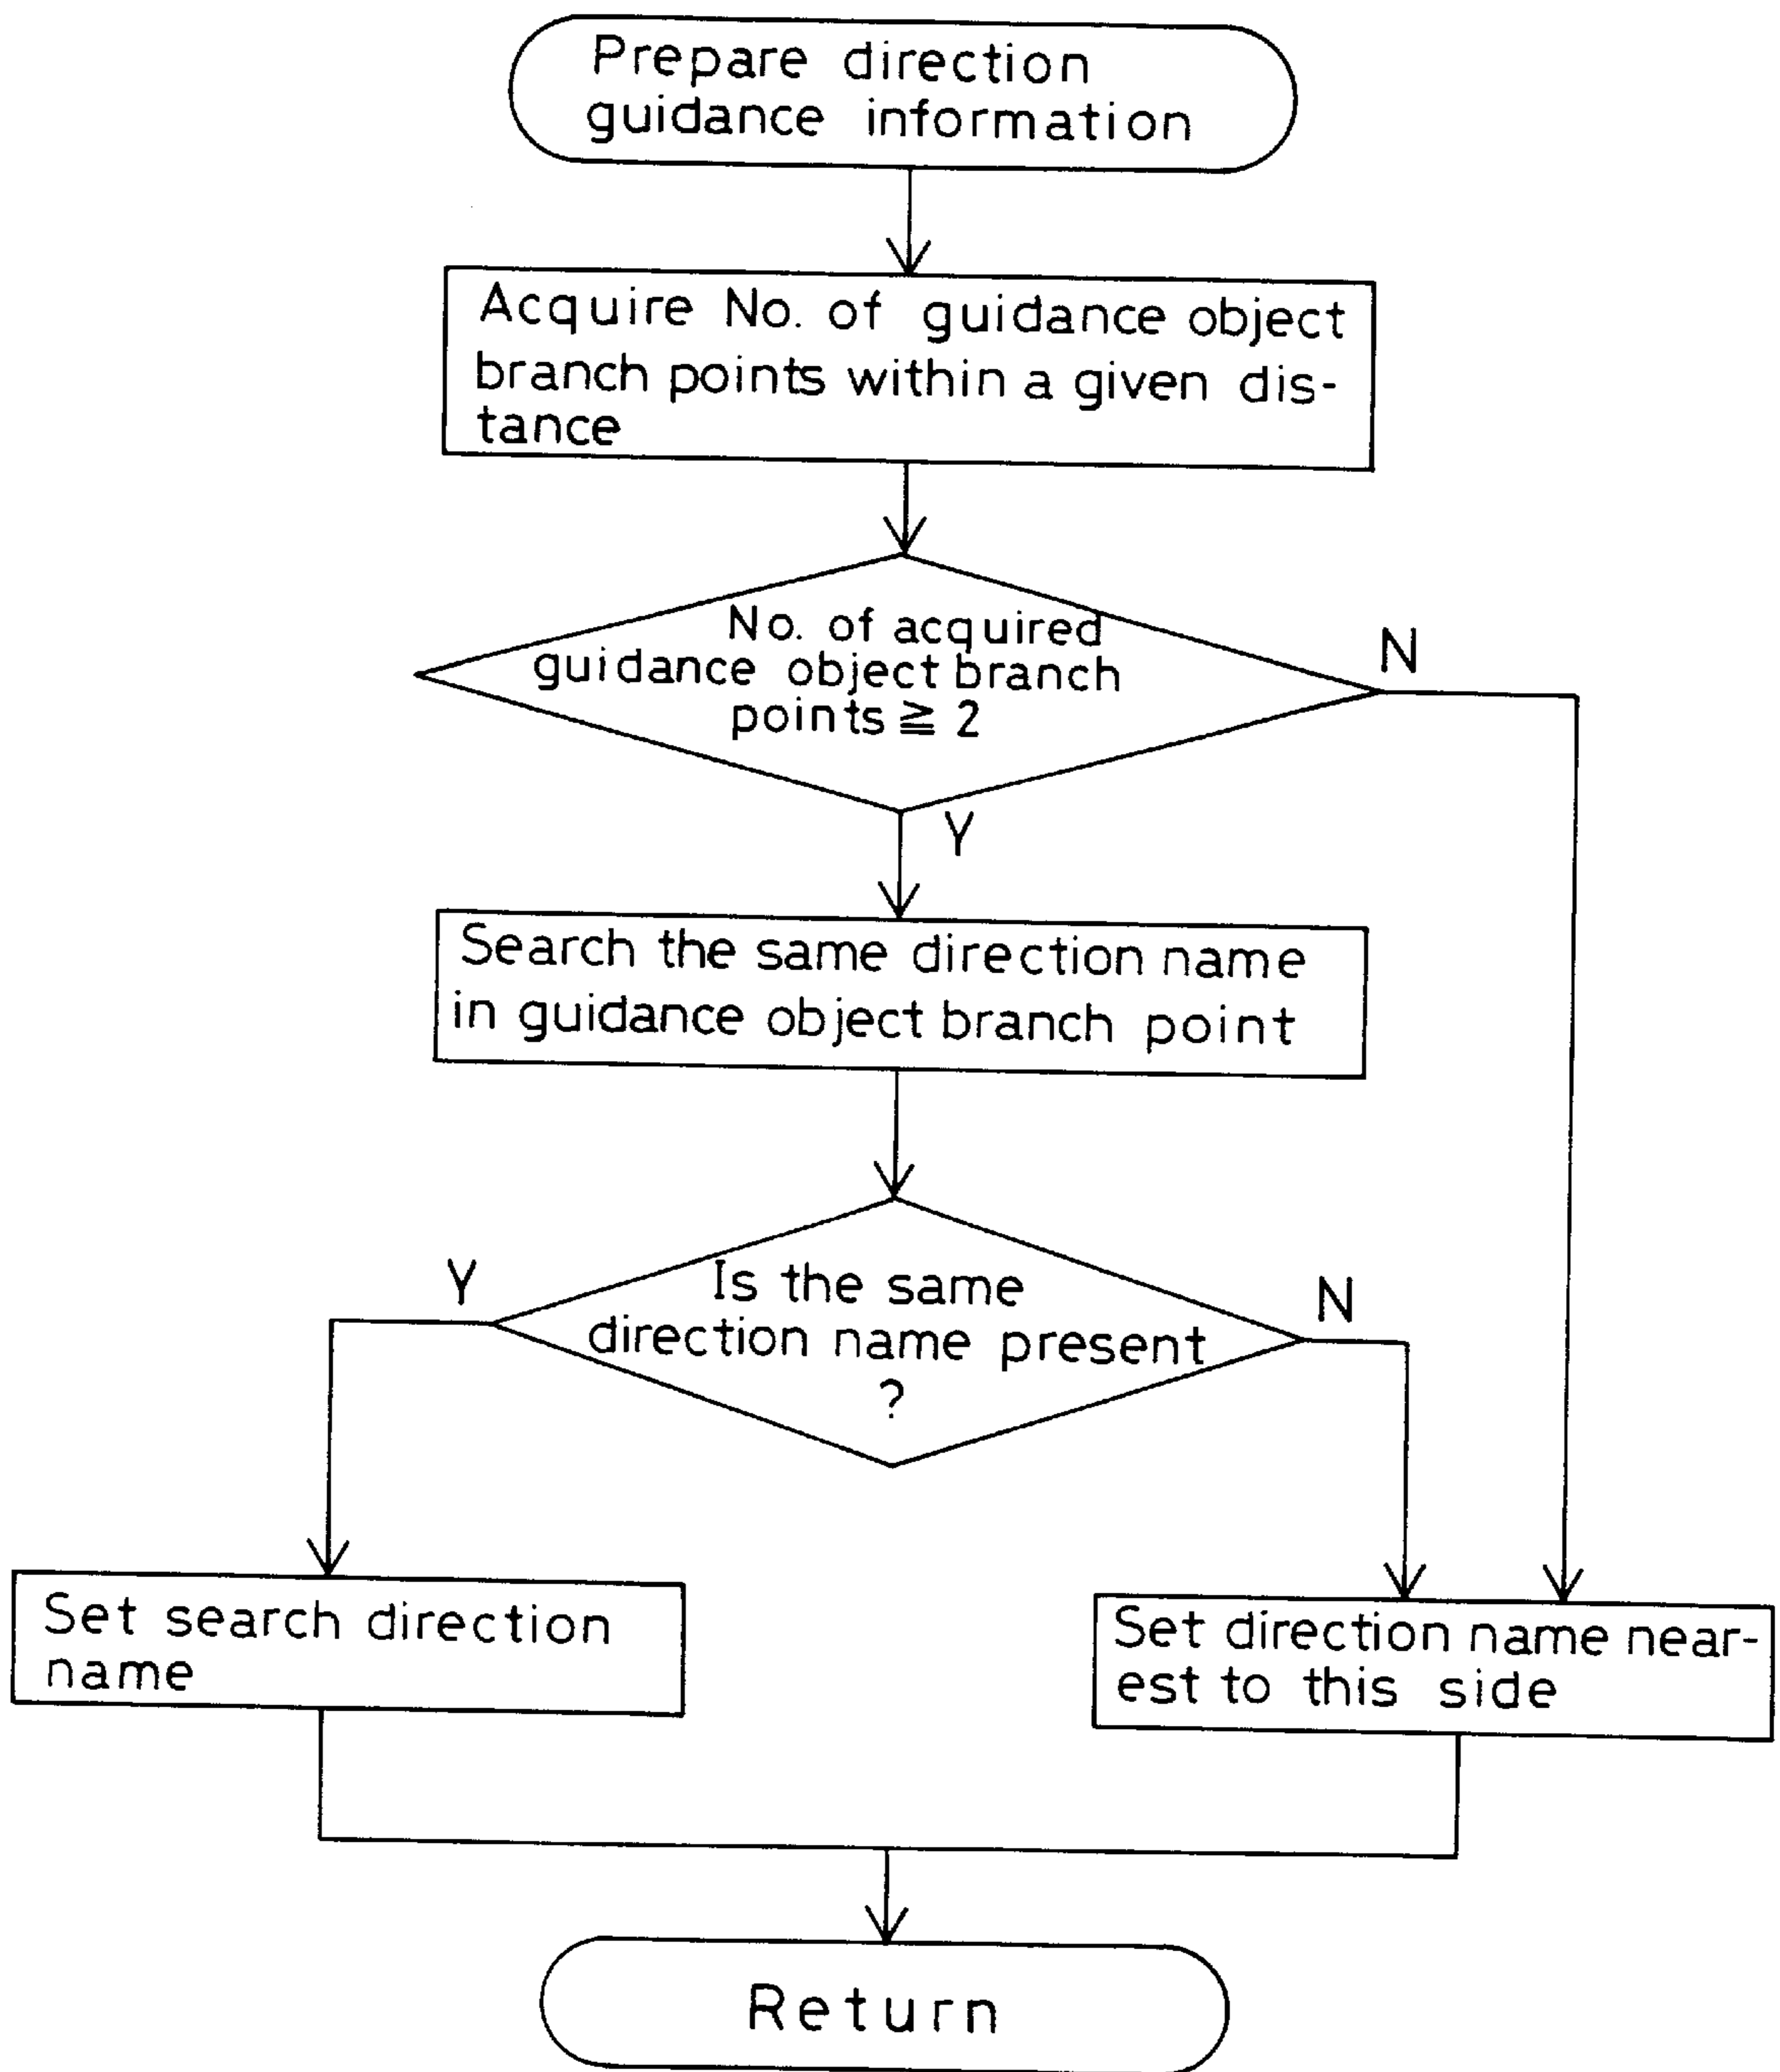 Prepare direction
guidance information
Acquire No. of guidance object
branch points within a given dis-
tance
No. of acquired
guidance object branch
points ≧ 2
N
Y
Search the same direction name
in guidance object branch point
Y
Is the same
direction name present
?
N
Set search direction
name
Set direction name near-
est to this side
Return